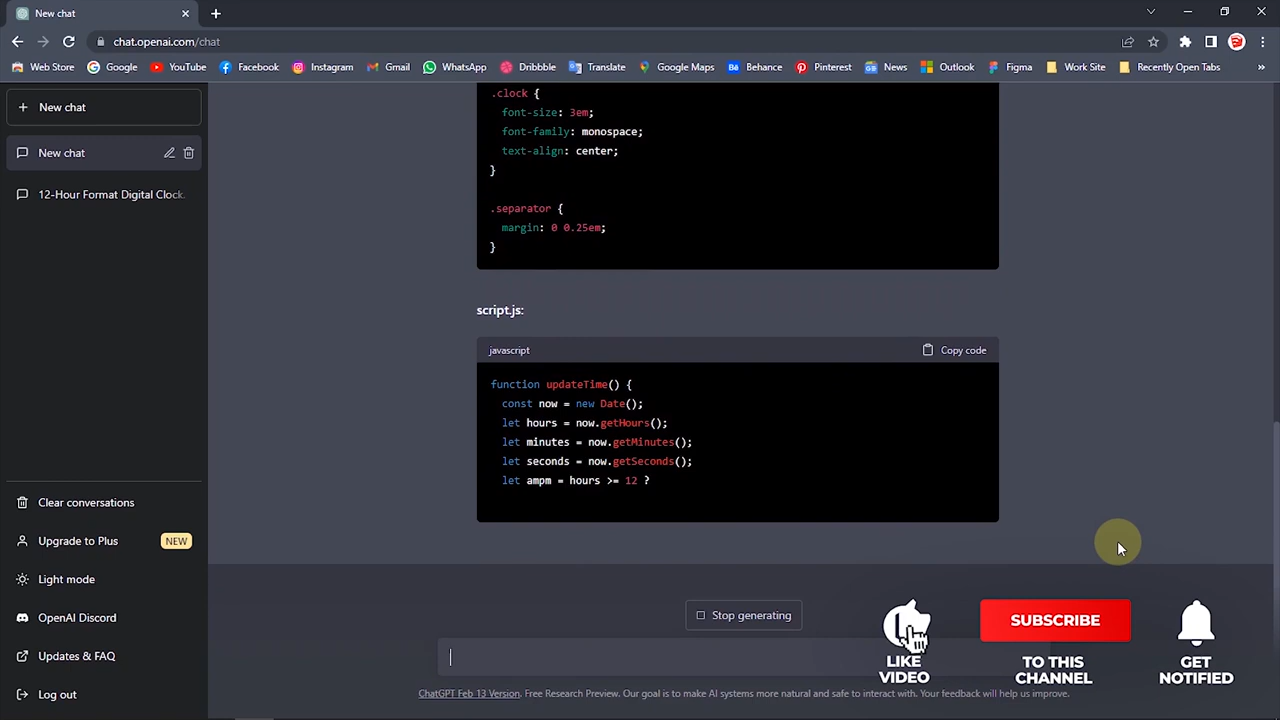 New chat
chat.openai.com/chat
Web Store
Google
YouTube
Facebook
Instagram
Gmail
WhatsApp
Dribbble
Translate
Google Maps
Behance
Pinterest
News
Outlook
Figma
Work Site
Recently Open Tabs
New chat
New chat
12-Hour Format Digital Clock.
Clear conversations
Upgrade to Plus
NEW
Light mode
OpenAI Discord
Updates & FAQ
Log out
.clock {
font-size: 3em;
font-family: monospace;
text-align: center;
}
.separator {
margin: 0 0.25em;
}
script.js:
javascript
Copy code
function updateTime() {
const now = new Date();
let hours = now.getHours();
let minutes = now.getMinutes();
let seconds = now.getSeconds();
let ampm = hours >= 12 ?
Stop generating
ChatGPT Feb 13 Version. Free Research Preview. Our goal is to make AI systems more natural and safe to interact with. Your feedback will help us improve.
LIKE
VIDEO
SUBSCRIBE
TO THIS
CHANNEL
GET
NOTIFIED